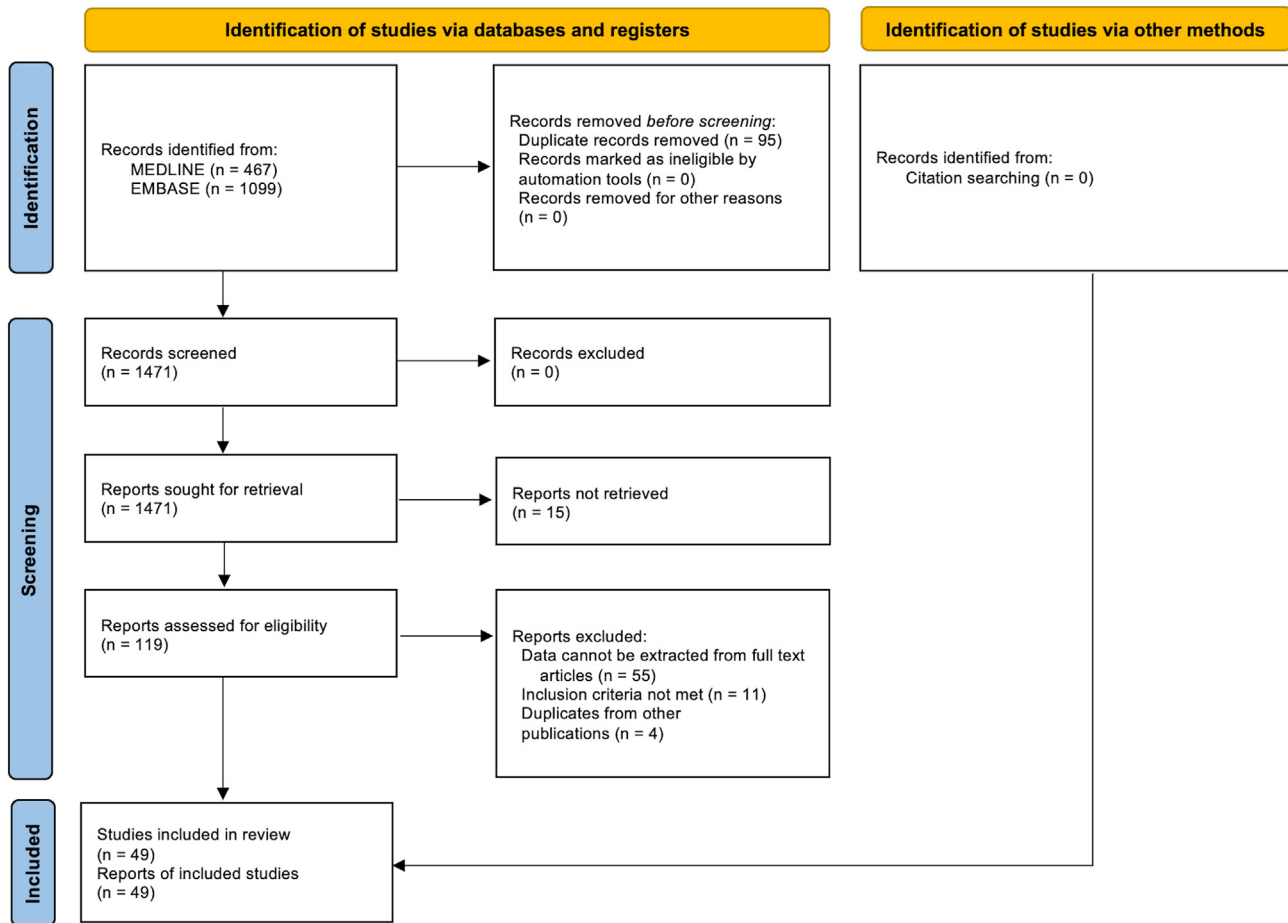 Identification of studies via databases and registers
Identification of studies via other methods
Identification
Records identified from:
MEDLINE (n = 467)
EMBASE (n = 1099)
Records removed before screening:
Duplicate records removed (n = 95)
Records marked as ineligible by
automation tools (n = 0)
Records removed for other reasons
(n = 0)
Records identified from:
Citation searching (n = 0)
Screening
Records screened
(n = 1471)
Records excluded
(n = 0)
Reports sought for retrieval
(n = 1471)
Reports not retrieved
(n = 15)
Reports assessed for eligibility
(n = 119)
Reports excluded:
Data cannot be extracted from full text
articles (n = 55)
Inclusion criteria not met (n = 11)
Duplicates from other
publications (n = 4)
Included
Studies included in review
(n = 49)
Reports of included studies
(n = 49)